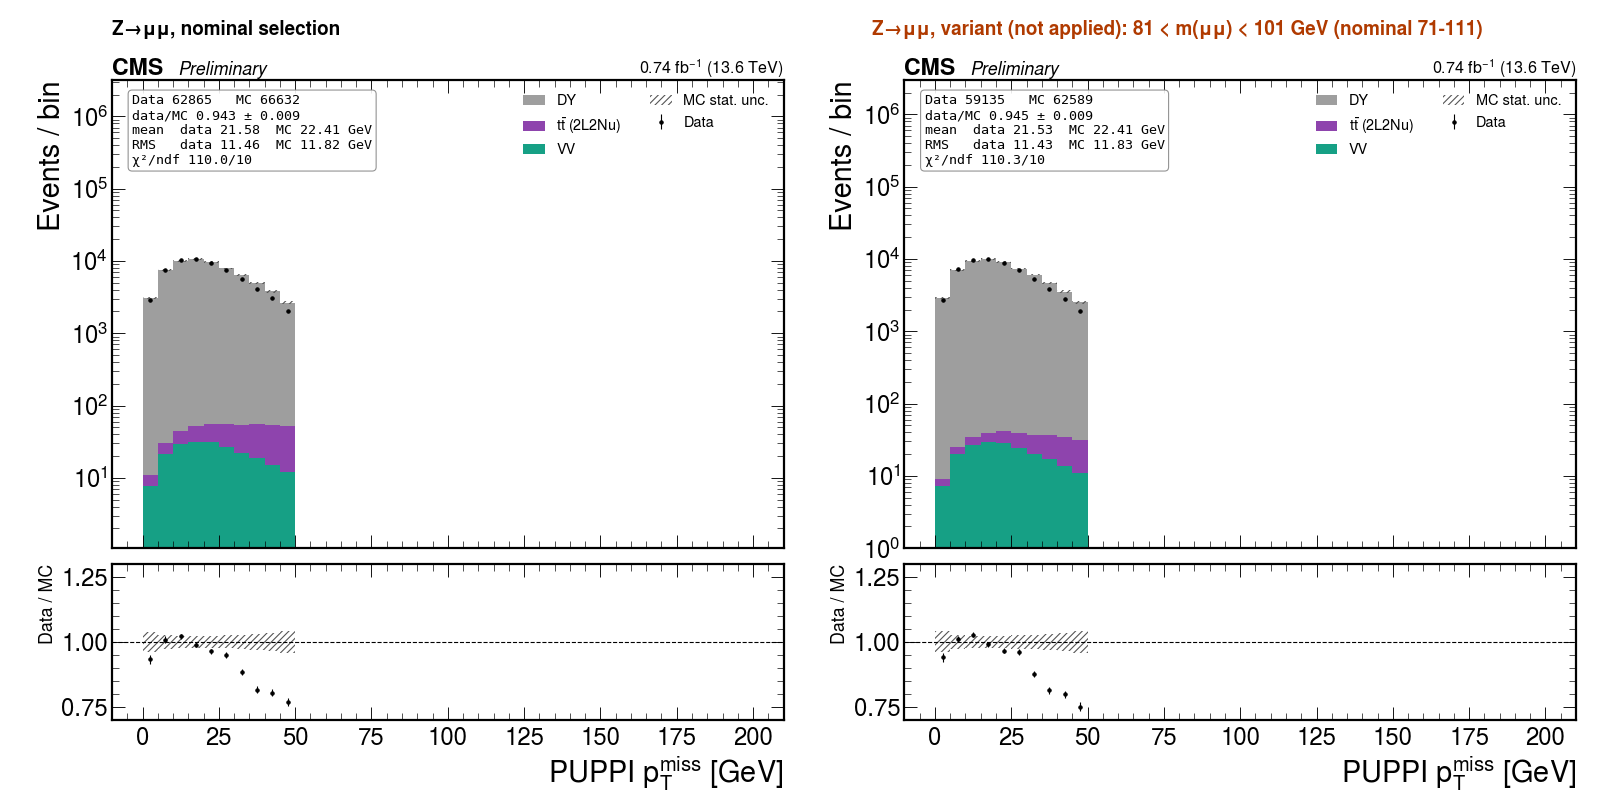 Z→μμ, nominal selection
CMS Preliminary 0.74 fb⁻¹ (13.6 TeV)
Events / bin
10⁶
10⁵
10⁴
10³
10²
10¹
Data 62865 MC 66632
data/MC 0.943 ± 0.009
mean data 21.58 MC 22.41 GeV
RMS data 11.46 MC 11.82 GeV
χ²/ndf 110.0/10
DY
tt̄ (2L2Nu)
VV
MC stat. unc.
Data
Data / MC
1.25
1.00
0.75
0 25 50 75 100 125 150 175 200
PUPPI p_T^miss [GeV]
Z→μμ, variant (not applied): 81 < m(μμ) < 101 GeV (nominal 71-111)
CMS Preliminary 0.74 fb⁻¹ (13.6 TeV)
Events / bin
10⁶
10⁵
10⁴
10³
10²
10¹
10⁰
Data 59135 MC 62589
data/MC 0.945 ± 0.009
mean data 21.53 MC 22.41 GeV
RMS data 11.43 MC 11.83 GeV
χ²/ndf 110.3/10
DY
tt̄ (2L2Nu)
VV
MC stat. unc.
Data
Data / MC
1.25
1.00
0.75
0 25 50 75 100 125 150 175 200
PUPPI p_T^miss [GeV]